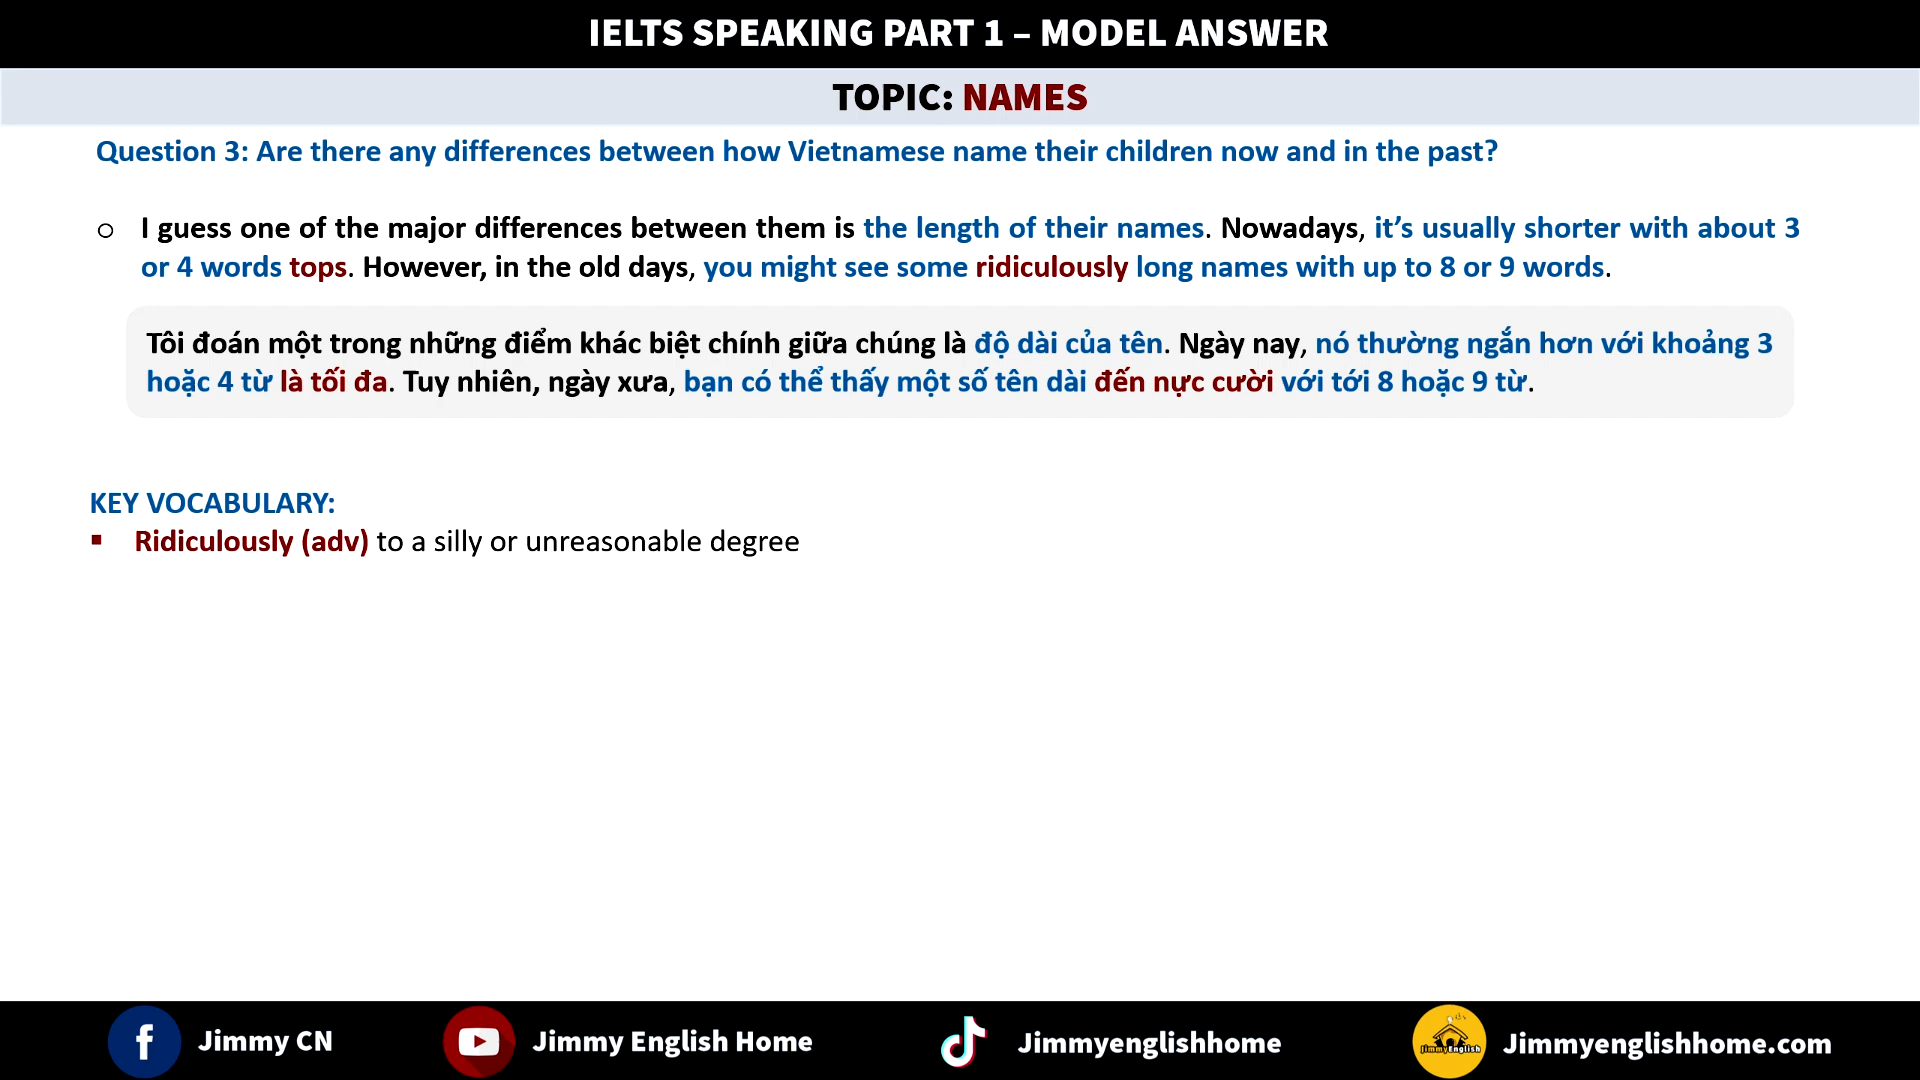 IELTS SPEAKING PART 1 – MODEL ANSWER
TOPIC: NAMES
Question 3: Are there any differences between how Vietnamese name their children now and in the past?
I guess one of the major differences between them is the length of their names. Nowadays, it’s usually shorter with about 3
or 4 words tops. However, in the old days, you might see some ridiculously long names with up to 8 or 9 words.
Tôi đoán một trong những điểm khác biệt chính giữa chúng là độ dài của tên. Ngày nay, nó thường ngắn hơn với khoảng 3
hoặc 4 từ là tối đa. Tuy nhiên, ngày xưa, bạn có thể thấy một số tên dài đến nực cười với tới 8 hoặc 9 từ.
KEY VOCABULARY:
Ridiculously (adv) to a silly or unreasonable degree
Jimmy CN
Jimmy English Home
Jimmyenglishhome
JimmyEnglish
Jimmyenglishhome.com